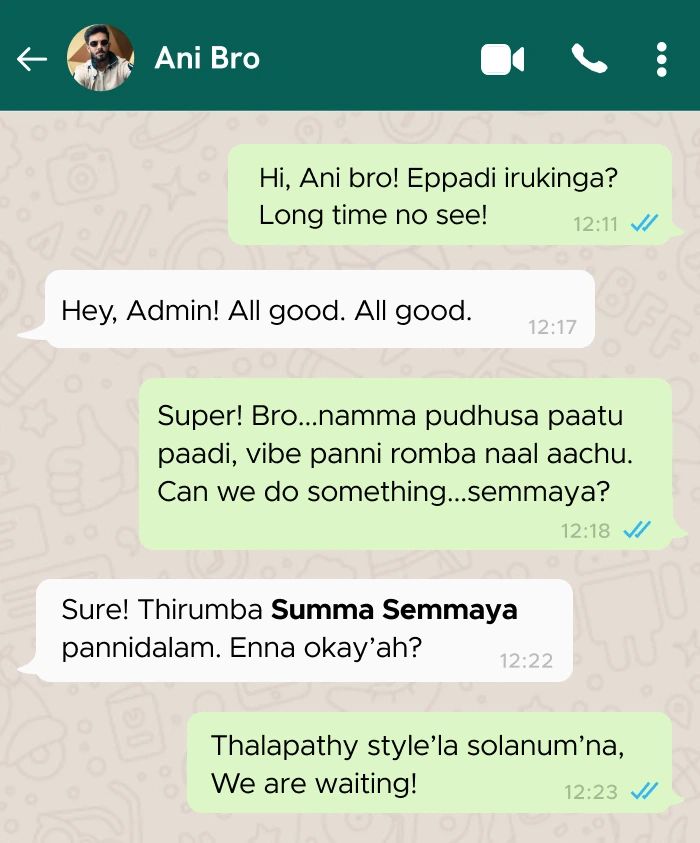 Ani Bro
Hi, Ani bro! Eppadi irukinga?
Long time no see!
12:11
Hey, Admin! All good. All good.
12:17
Super! Bro...namma pudhusa paatu
paadi, vibe panni romba naal aachu.
Can we do something...semmaya?
12:18
Sure! Thirumba Summa Semmaya
pannidalam. Enna okay’ah?
12:22
Thalapathy style’la solanum’na,
We are waiting!
12:23